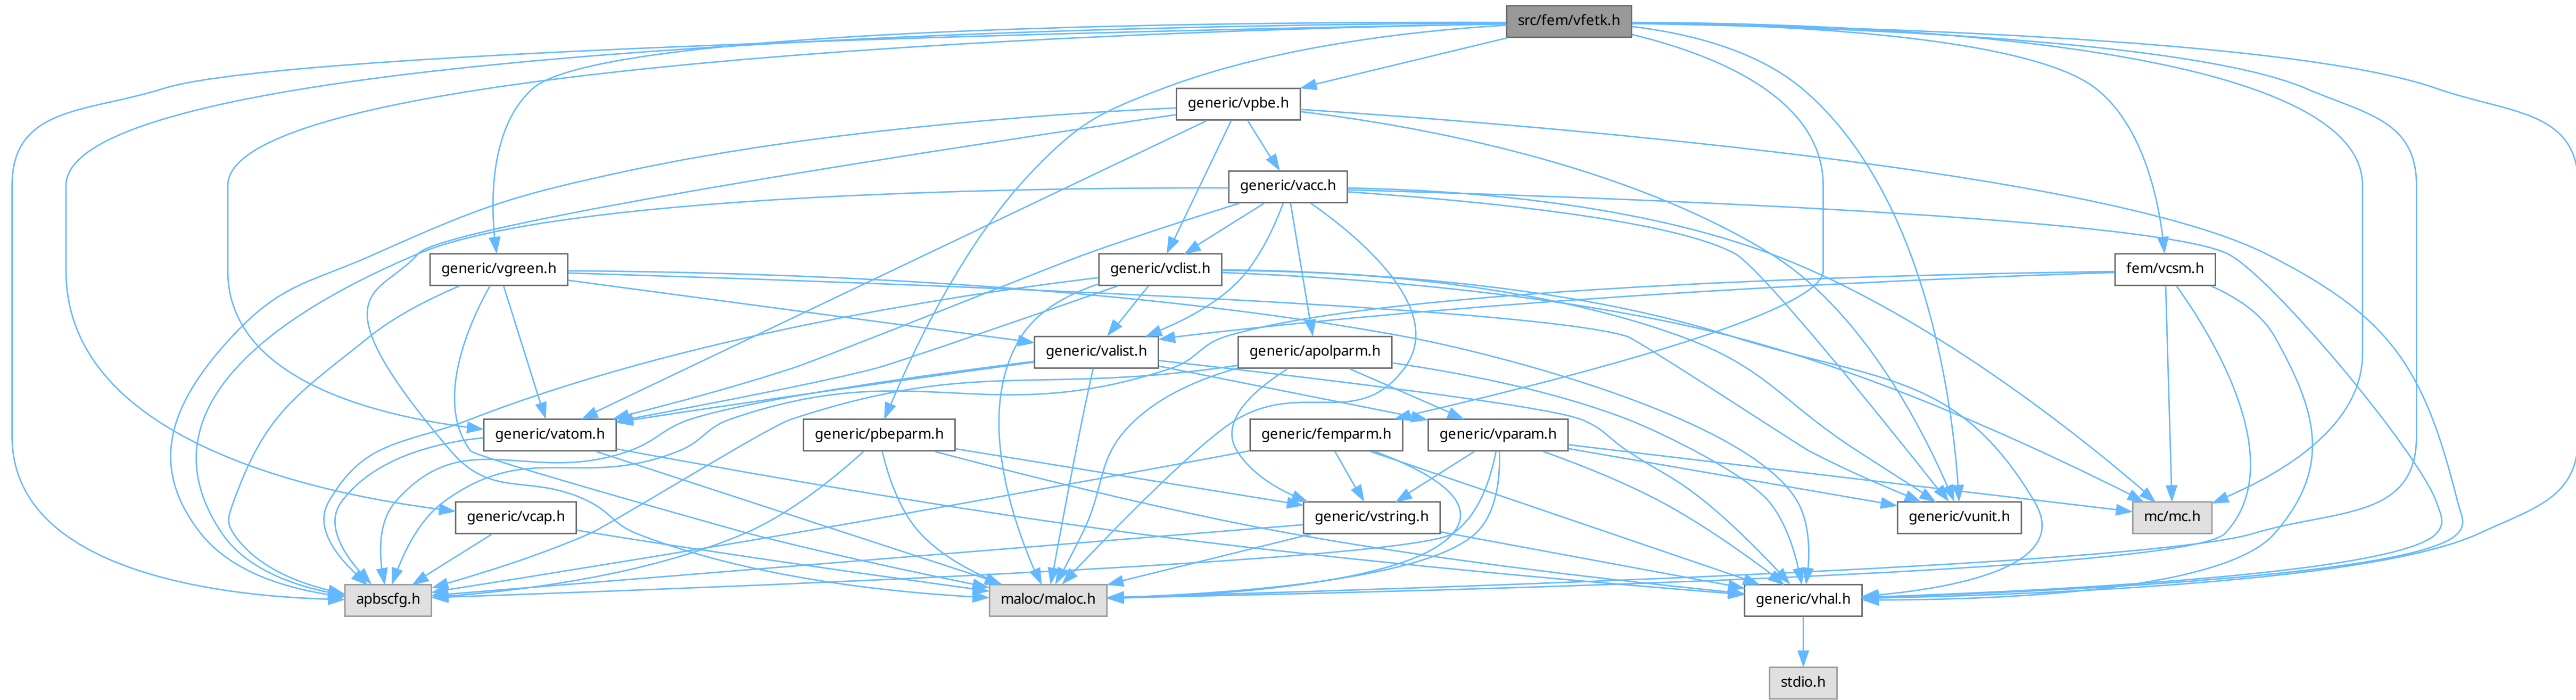 src/fem/vfetk.h
generic/vpbe.h
generic/vacc.h
generic/vgreen.h
generic/vclist.h
fem/vcsm.h
generic/valist.h
generic/apolparm.h
generic/vatom.h
generic/pbeparm.h
generic/femparm.h
generic/vparam.h
generic/vcap.h
generic/vstring.h
generic/vunit.h
mc/mc.h
apbscfg.h
maloc/maloc.h
generic/vhal.h
stdio.h